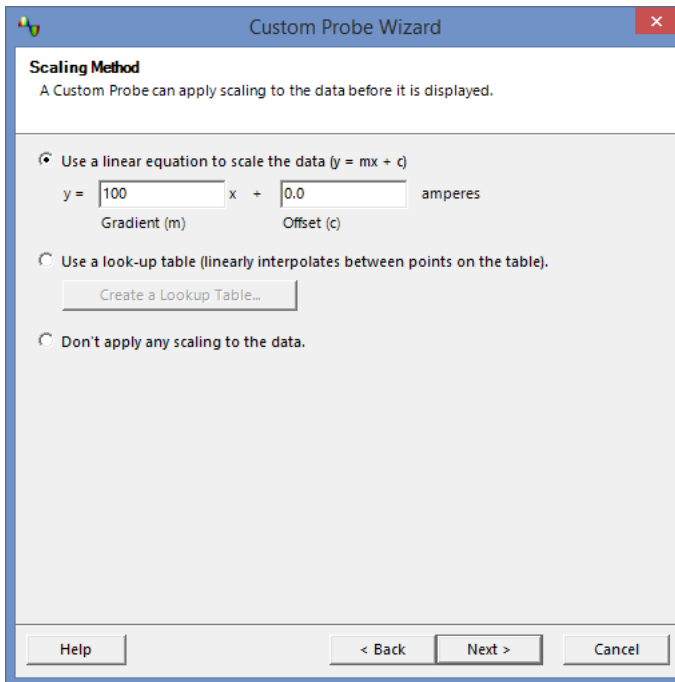 Custom Probe Wizard
Scaling Method
A Custom Probe can apply scaling to the data before it is displayed.
Use a linear equation to scale the data (y = mx + c)
y = 100 x + 0.0 amperes
Gradient (m) Offset (c)
Use a look-up table (linearly interpolates between points on the table).
Create a Lookup Table...
Don't apply any scaling to the data.
Help < Back Next > Cancel